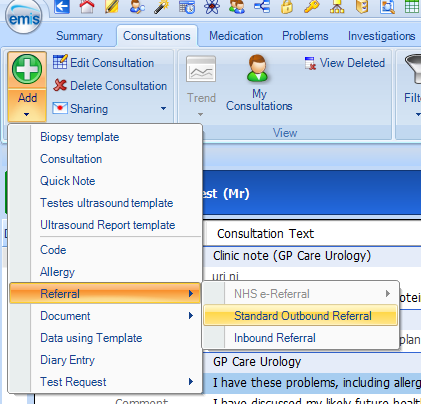 emis
Summary Consultations Medication Problems Investigations
Add
Edit Consultation
Delete Consultation
Sharing
Trend
My Consultations
View Deleted
View
Biopsy template
Consultation
Quick Note
Testes ultrasound template
Ultrasound Report template
Code
Allergy
Referral
Document
Data using Template
Diary Entry
Test Request
NHS e-Referral
Standard Outbound Referral
Inbound Referral
est (Mr)
Consultation Text
Clinic note (GP Care Urology)
uri ni
plan
GP Care Urology
I have these problems, including allerg
Comment I have discussed my likely future healt